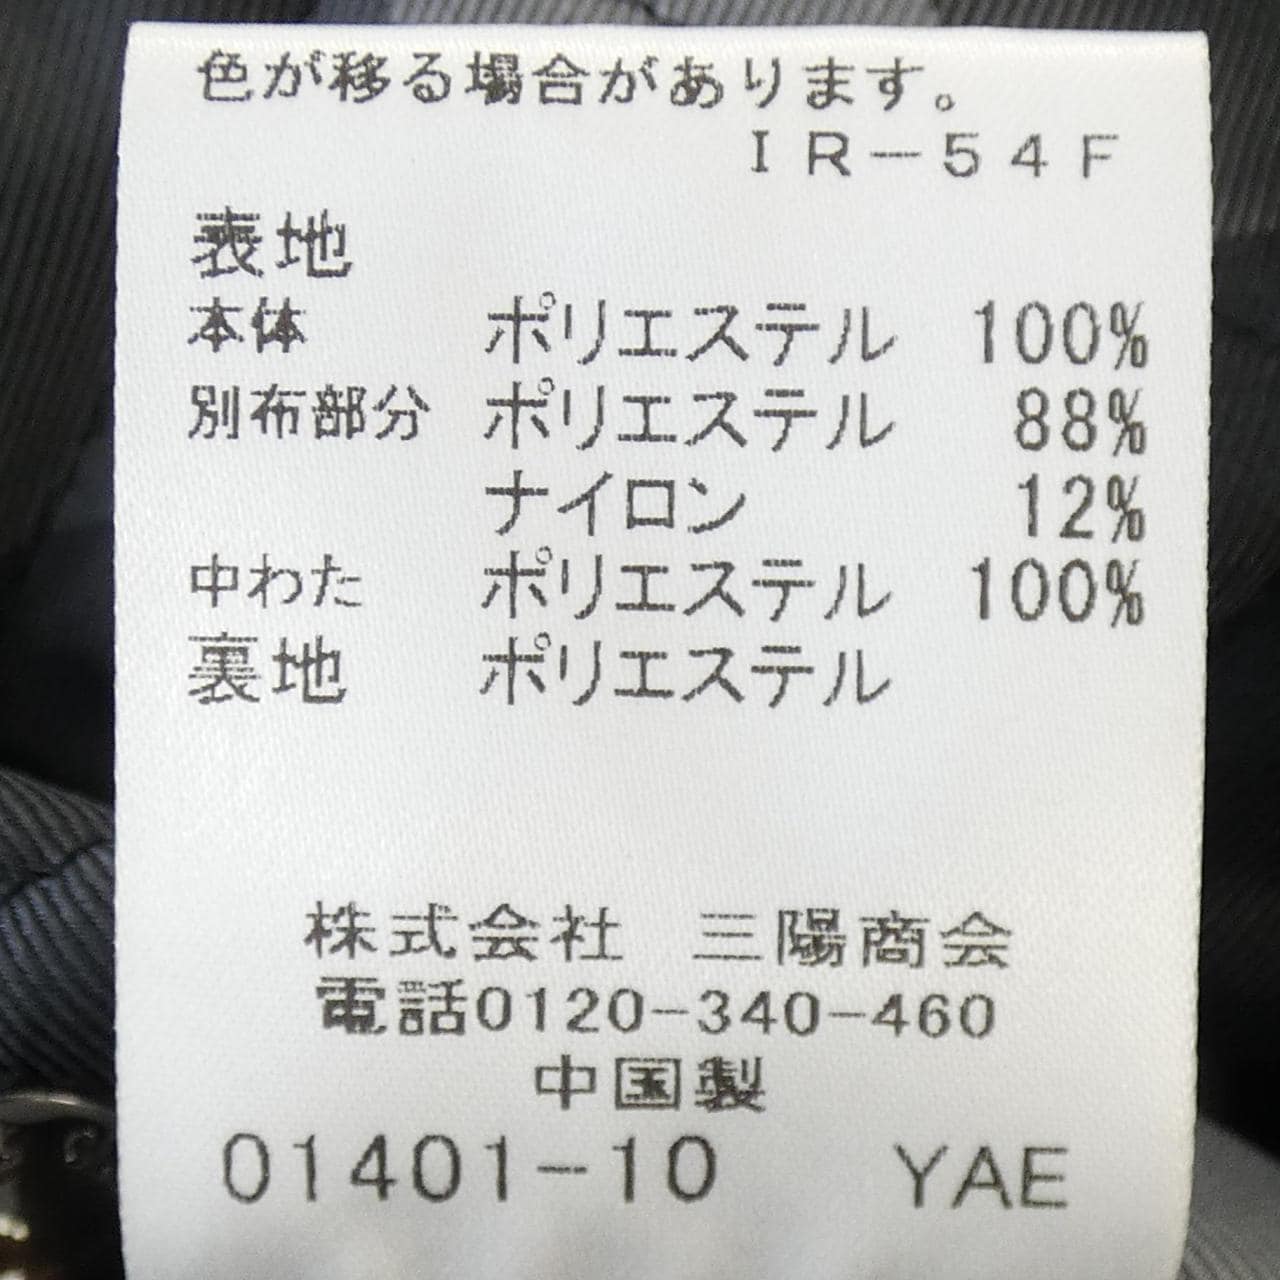 色が移る場合があります。
IR-54F
表地
本体 ポリエステル 100%
別布部分 ポリエステル 88%
ナイロン 12%
中わた ポリエステル 100%
裏地 ポリエステル
株式会社 三陽商会
電話0120-340-460
中国製
01401-10 YAE